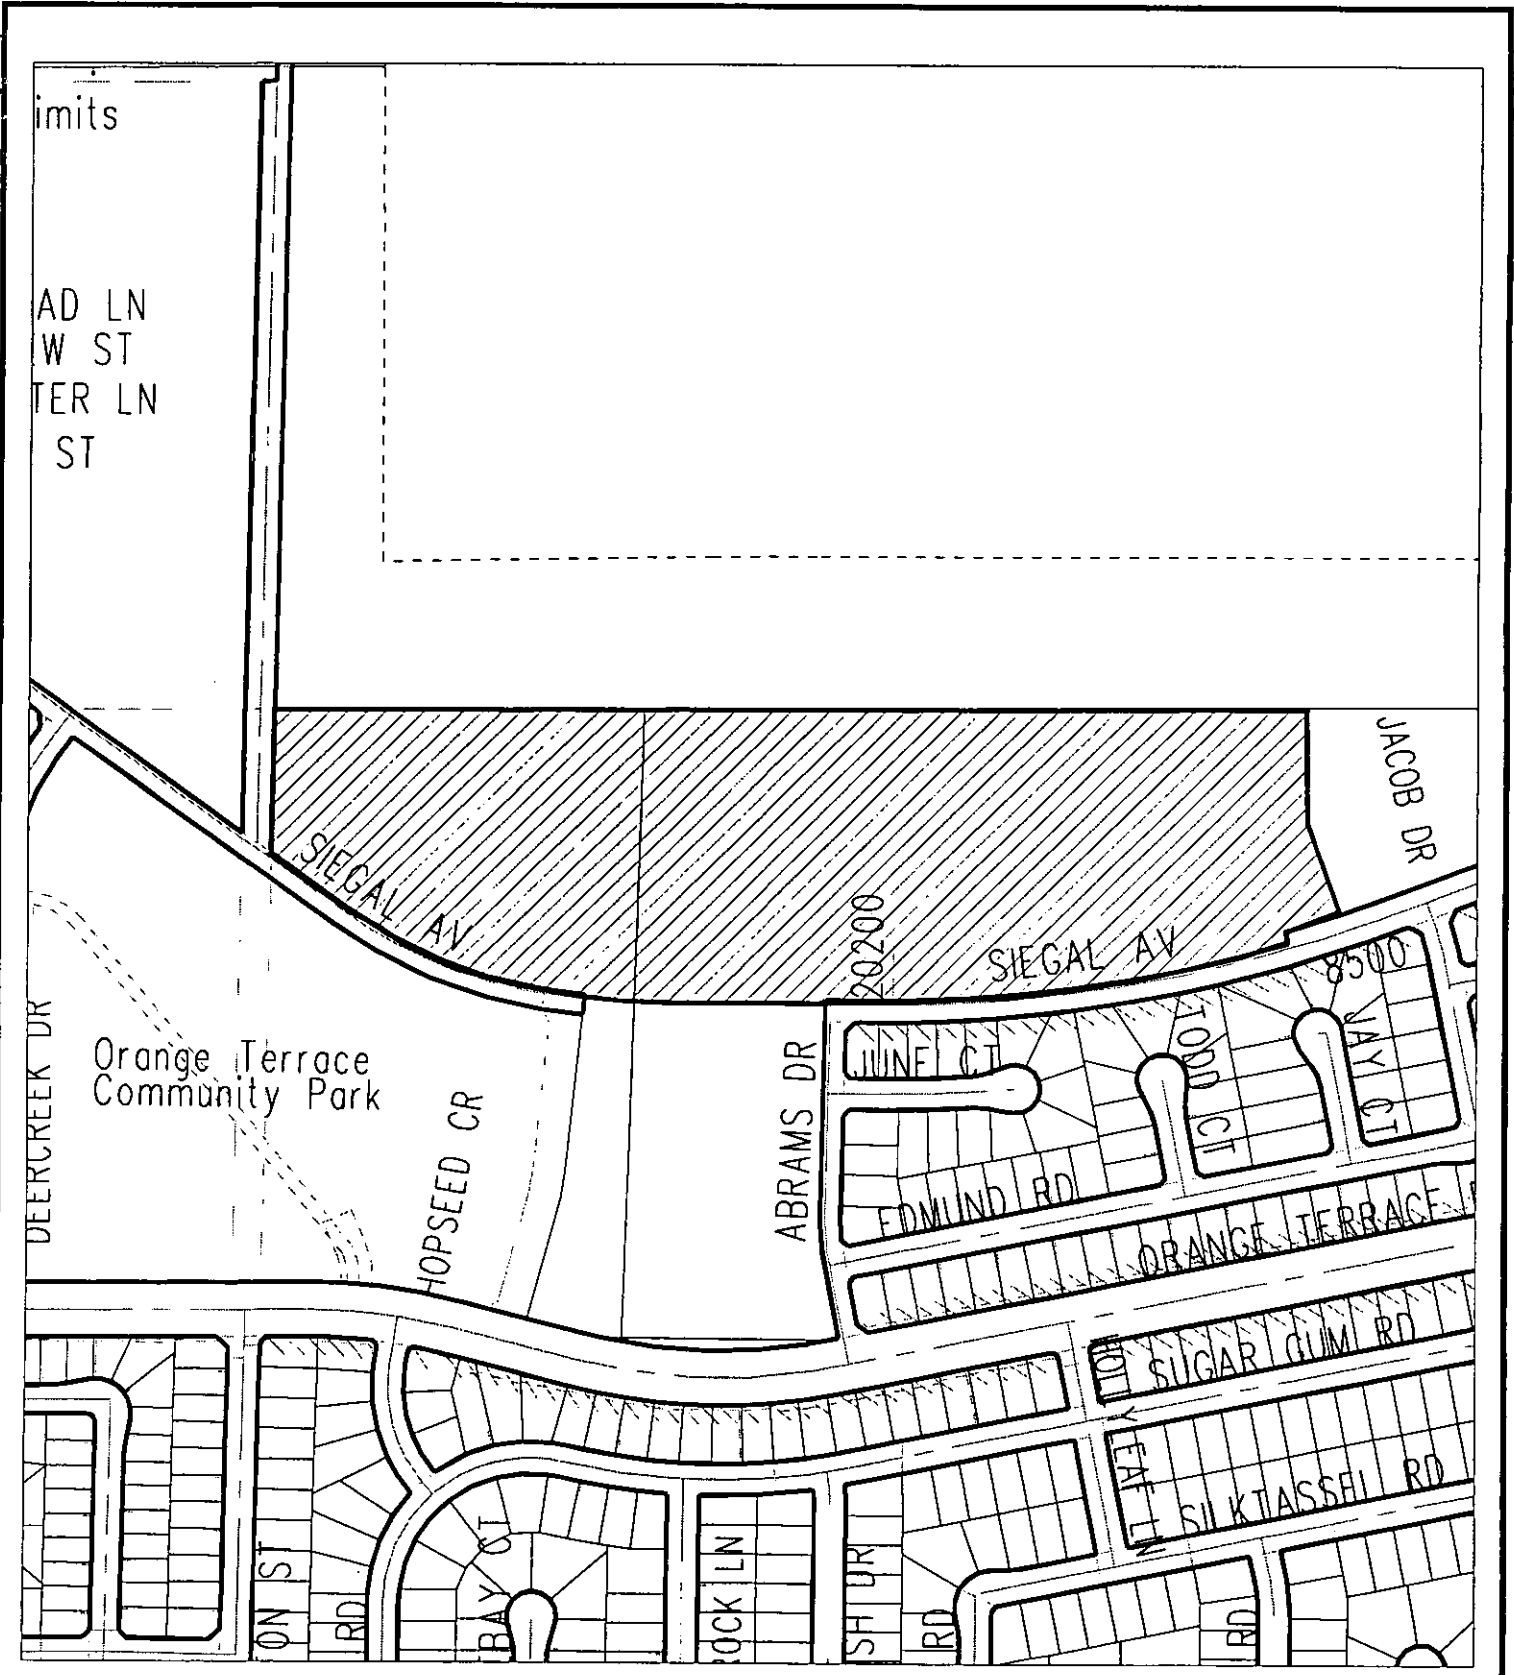 imits
AD LN
W ST
TER LN
ST
JACOB DR
SIEGAL AV
20200
SIEGAL AV
8500
DEERCREEK DR
Orange Terrace
Community Park
HOPSEED CR
ABRAMS DR
JUNE CT
TODD CT
JAY CT
EDMUND RD
ORANGE TERRACE
HOLLY LEAF LN
SUGAR GUM RD
SILKTASSEL RD
ON ST
RD
BAY CT
ROCK LN
SH DR
RD
RD